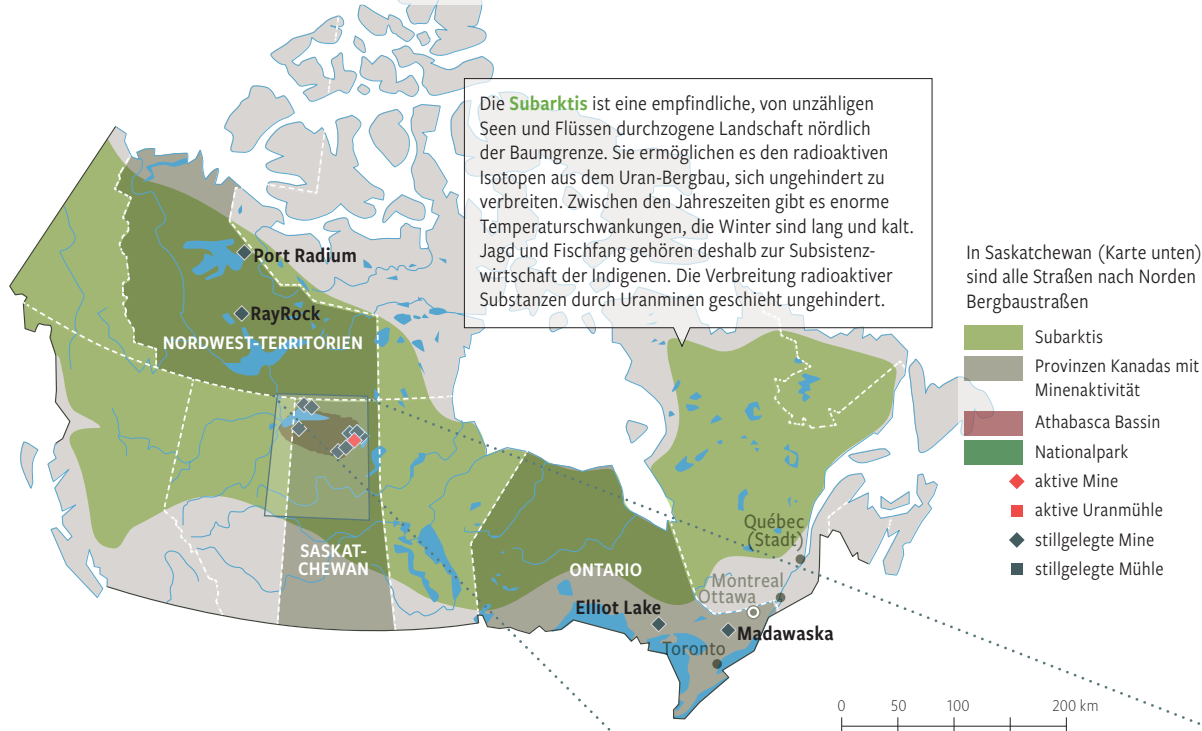 Die Subarktis ist eine empfindliche, von unzähligen
Seen und Flüssen durchzogene Landschaft nördlich
der Baumgrenze. Sie ermöglichen es den radioaktiven
Isotopen aus dem Uran-Bergbau, sich ungehindert zu
verbreiten. Zwischen den Jahreszeiten gibt es enorme
Temperaturschwankungen, die Winter sind lang und kalt.
Jagd und Fischfang gehören deshalb zur Subsistenz-
wirtschaft der Indigenen. Die Verbreitung radioaktiver
Substanzen durch Uranminen geschieht ungehindert.
Port Radium
RayRock
NORDWEST-TERRITORIEN
SASKAT-
CHEWAN
ONTARIO
Québec
(Stadt)
Montreal
Ottawa
Elliot Lake
Madawaska
Toronto
In Saskatchewan (Karte unten)
sind alle Straßen nach Norden
Bergbaustraßen
Subarktis
Provinzen Kanadas mit
Minenaktivität
Athabasca Bassin
Nationalpark
aktive Mine
aktive Uranmühle
stillgelegte Mine
stillgelegte Mühle
0 50 100 200 km